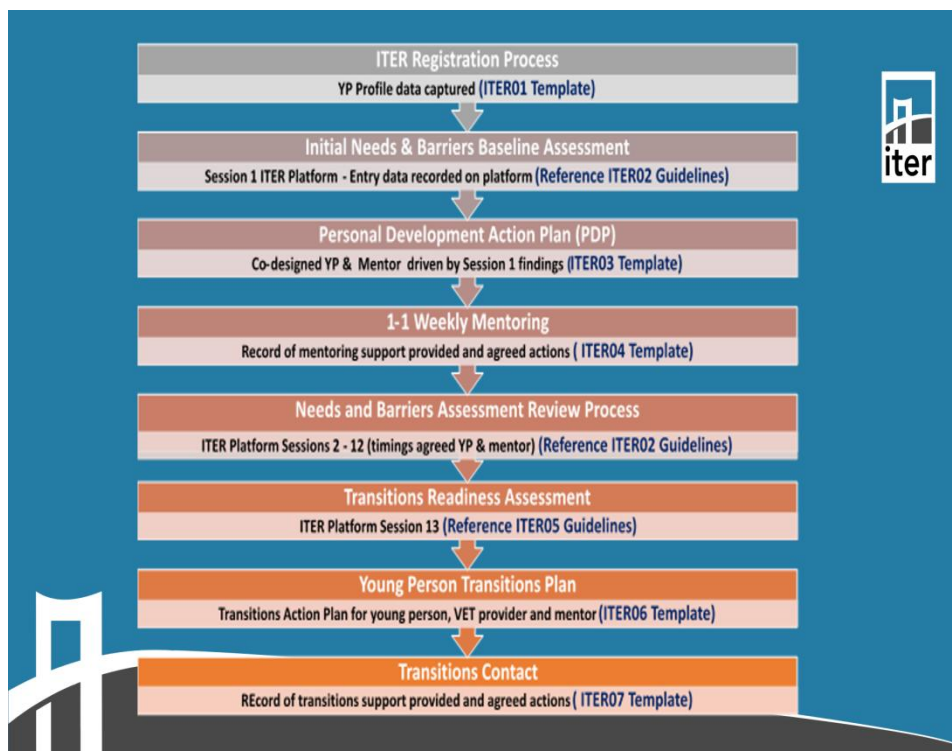 ITER Registration Process
YP Profile data captured (ITER01 Template)
iter
Initial Needs & Barriers Baseline Assessment
Session 1 ITER Platform - Entry data recorded on platform (Reference ITER02 Guidelines)
Personal Development Action Plan (PDP)
Co-designed YP & Mentor driven by Session 1 findings (ITER03 Template)
1-1 Weekly Mentoring
Record of mentoring support provided and agreed actions ( ITER04 Template)
Needs and Barriers Assessment Review Process
ITER Platform Sessions 2 - 12 (timings agreed YP & mentor) (Reference ITER02 Guidelines)
Transitions Readiness Assessment
ITER Platform Session 13 (Reference ITER05 Guidelines)
Young Person Transitions Plan
Transitions Action Plan for young person, VET provider and mentor (ITER06 Template)
Transitions Contact
REcord of transitions support provided and agreed actions ( ITER07 Template)